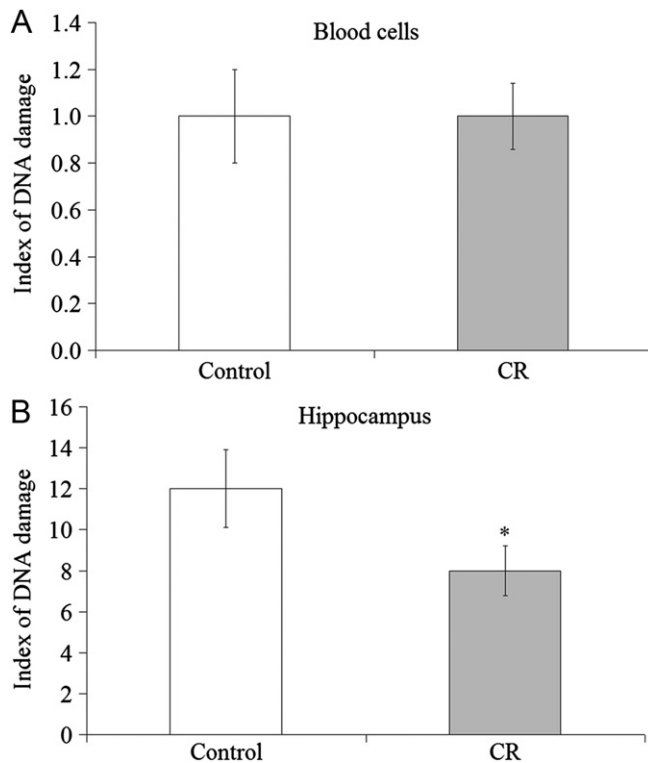 A
Blood cells
Index of DNA damage
1.4
1.2
1.0
0.8
0.6
0.4
0.2
0.0
Control CR
B
Hippocampus
Index of DNA damage
16
14
12
10
8
6
4
2
0
*
Control CR